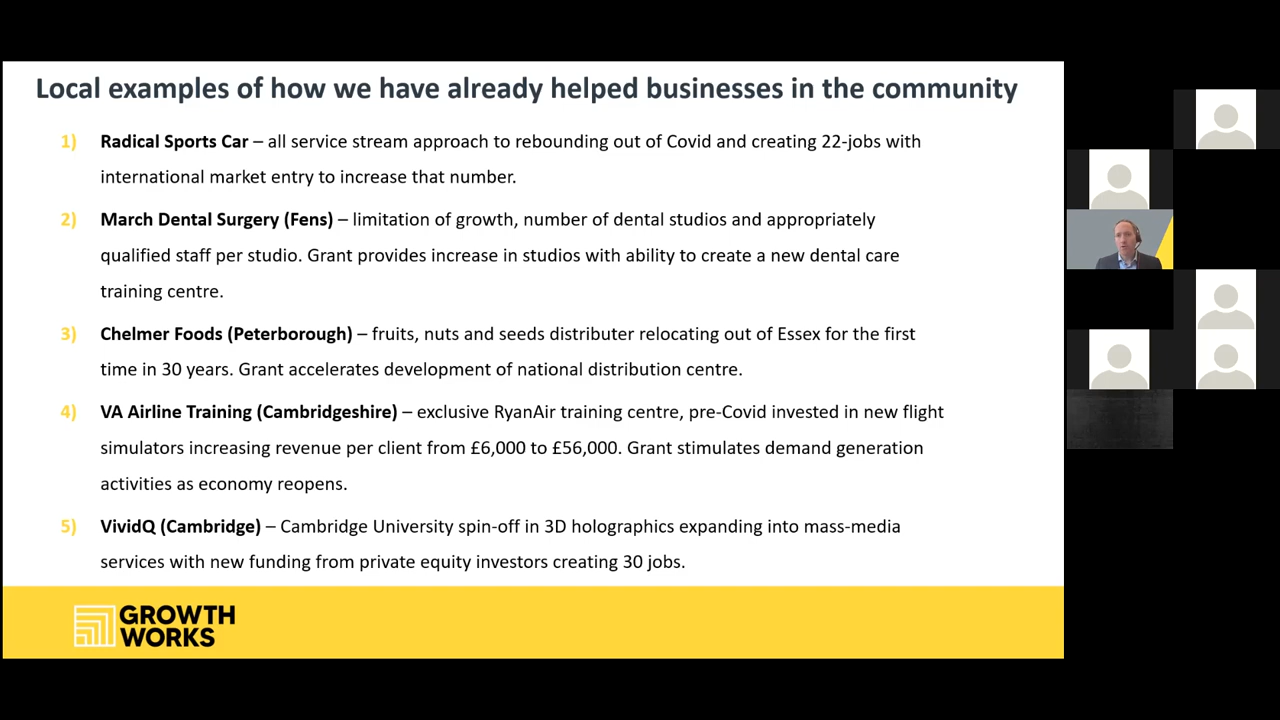 Local examples of how we have already helped businesses in the community
1) Radical Sports Car – all service stream approach to rebounding out of Covid and creating 22-jobs with
international market entry to increase that number.
2) March Dental Surgery (Fens) – limitation of growth, number of dental studios and appropriately
qualified staff per studio. Grant provides increase in studios with ability to create a new dental care
training centre.
3) Chelmer Foods (Peterborough) – fruits, nuts and seeds distributer relocating out of Essex for the first
time in 30 years. Grant accelerates development of national distribution centre.
4) VA Airline Training (Cambridgeshire) – exclusive RyanAir training centre, pre-Covid invested in new flight
simulators increasing revenue per client from £6,000 to £56,000. Grant stimulates demand generation
activities as economy reopens.
5) VividQ (Cambridge) – Cambridge University spin-off in 3D holographics expanding into mass-media
services with new funding from private equity investors creating 30 jobs.
GROWTH
WORKS